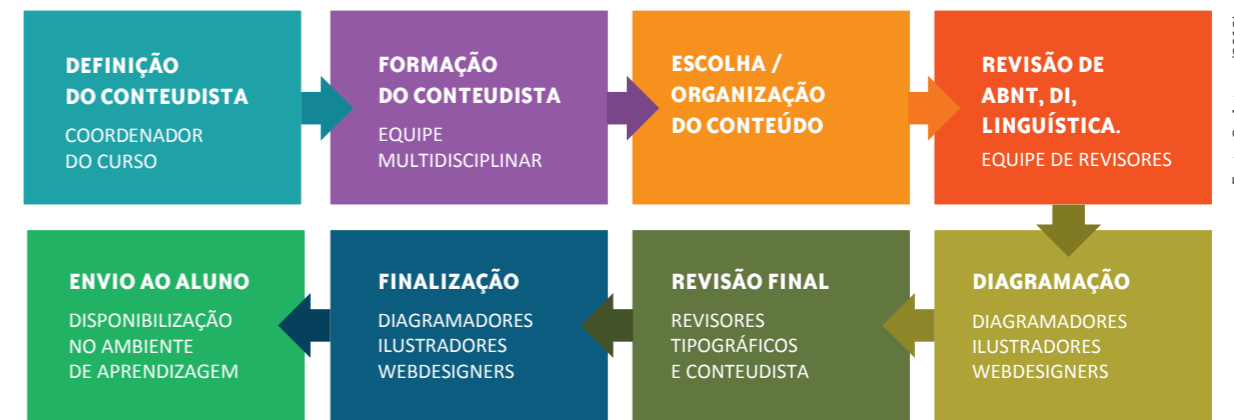 DEFINIÇÃO
DO CONTEUDISTA
COORDENADOR
DO CURSO
FORMAÇÃO
DO CONTEUDISTA
EQUIPE
MULTIDISCIPLINAR
ESCOLHA /
ORGANIZAÇÃO
DO CONTEÚDO
REVISÃO DE
ABNT, DI,
LINGUÍSTICA.
EQUIPE DE REVISORES
DIAGRAMAÇÃO
DIAGRAMADORES
ILUSTRADORES
WEBDESIGNERS
REVISÃO FINAL
REVISORES
TIPOGRÁFICOS
E CONTEUDISTA
FINALIZAÇÃO
DIAGRAMADORES
ILUSTRADORES
WEBDESIGNERS
ENVIO AO ALUNO
DISPONIBILIZAÇÃO
NO AMBIENTE
DE APRENDIZAGEM